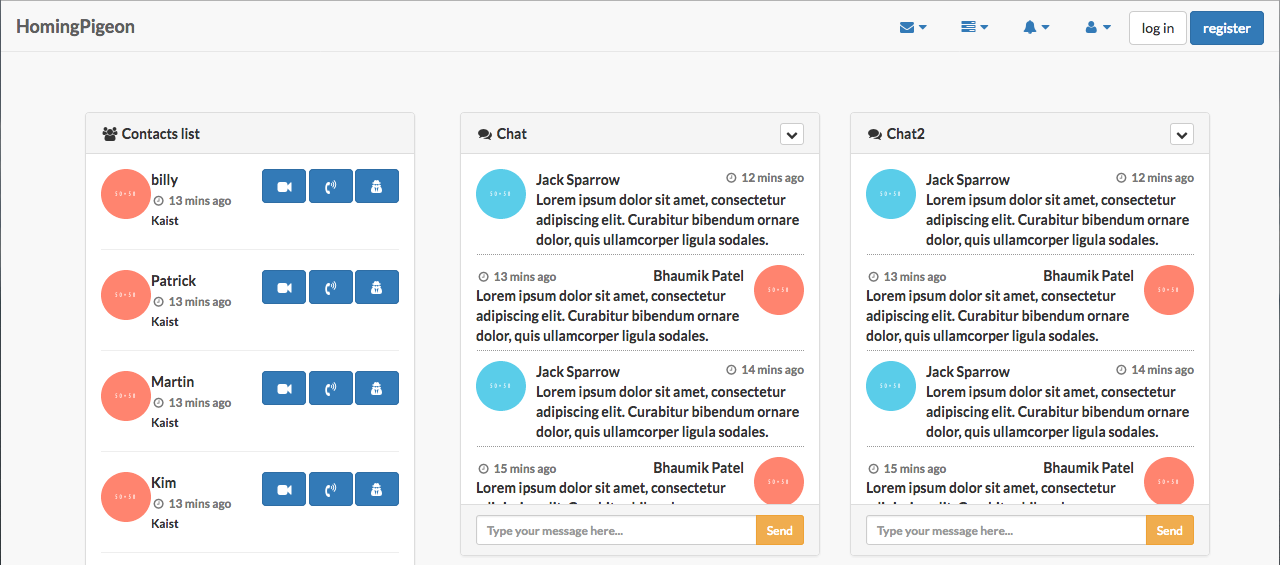 HomingPigeon
log in
register
Contacts list
billy
13 mins ago
Kaist
Patrick
13 mins ago
Kaist
Martin
13 mins ago
Kaist
Kim
13 mins ago
Kaist
Chat
Jack Sparrow
12 mins ago
Lorem ipsum dolor sit amet, consectetur
adipiscing elit. Curabitur bibendum ornare
dolor, quis ullamcorper ligula sodales.
13 mins ago
Bhaumik Patel
Lorem ipsum dolor sit amet, consectetur
adipiscing elit. Curabitur bibendum ornare
dolor, quis ullamcorper ligula sodales.
Jack Sparrow
14 mins ago
Lorem ipsum dolor sit amet, consectetur
adipiscing elit. Curabitur bibendum ornare
dolor, quis ullamcorper ligula sodales.
15 mins ago
Bhaumik Patel
Lorem ipsum dolor sit amet, consectetur
Type your message here...
Send
Chat2
Jack Sparrow
12 mins ago
Lorem ipsum dolor sit amet, consectetur
adipiscing elit. Curabitur bibendum ornare
dolor, quis ullamcorper ligula sodales.
13 mins ago
Bhaumik Patel
Lorem ipsum dolor sit amet, consectetur
adipiscing elit. Curabitur bibendum ornare
dolor, quis ullamcorper ligula sodales.
Jack Sparrow
14 mins ago
Lorem ipsum dolor sit amet, consectetur
adipiscing elit. Curabitur bibendum ornare
dolor, quis ullamcorper ligula sodales.
15 mins ago
Bhaumik Patel
Lorem ipsum dolor sit amet, consectetur
Type your message here...
Send